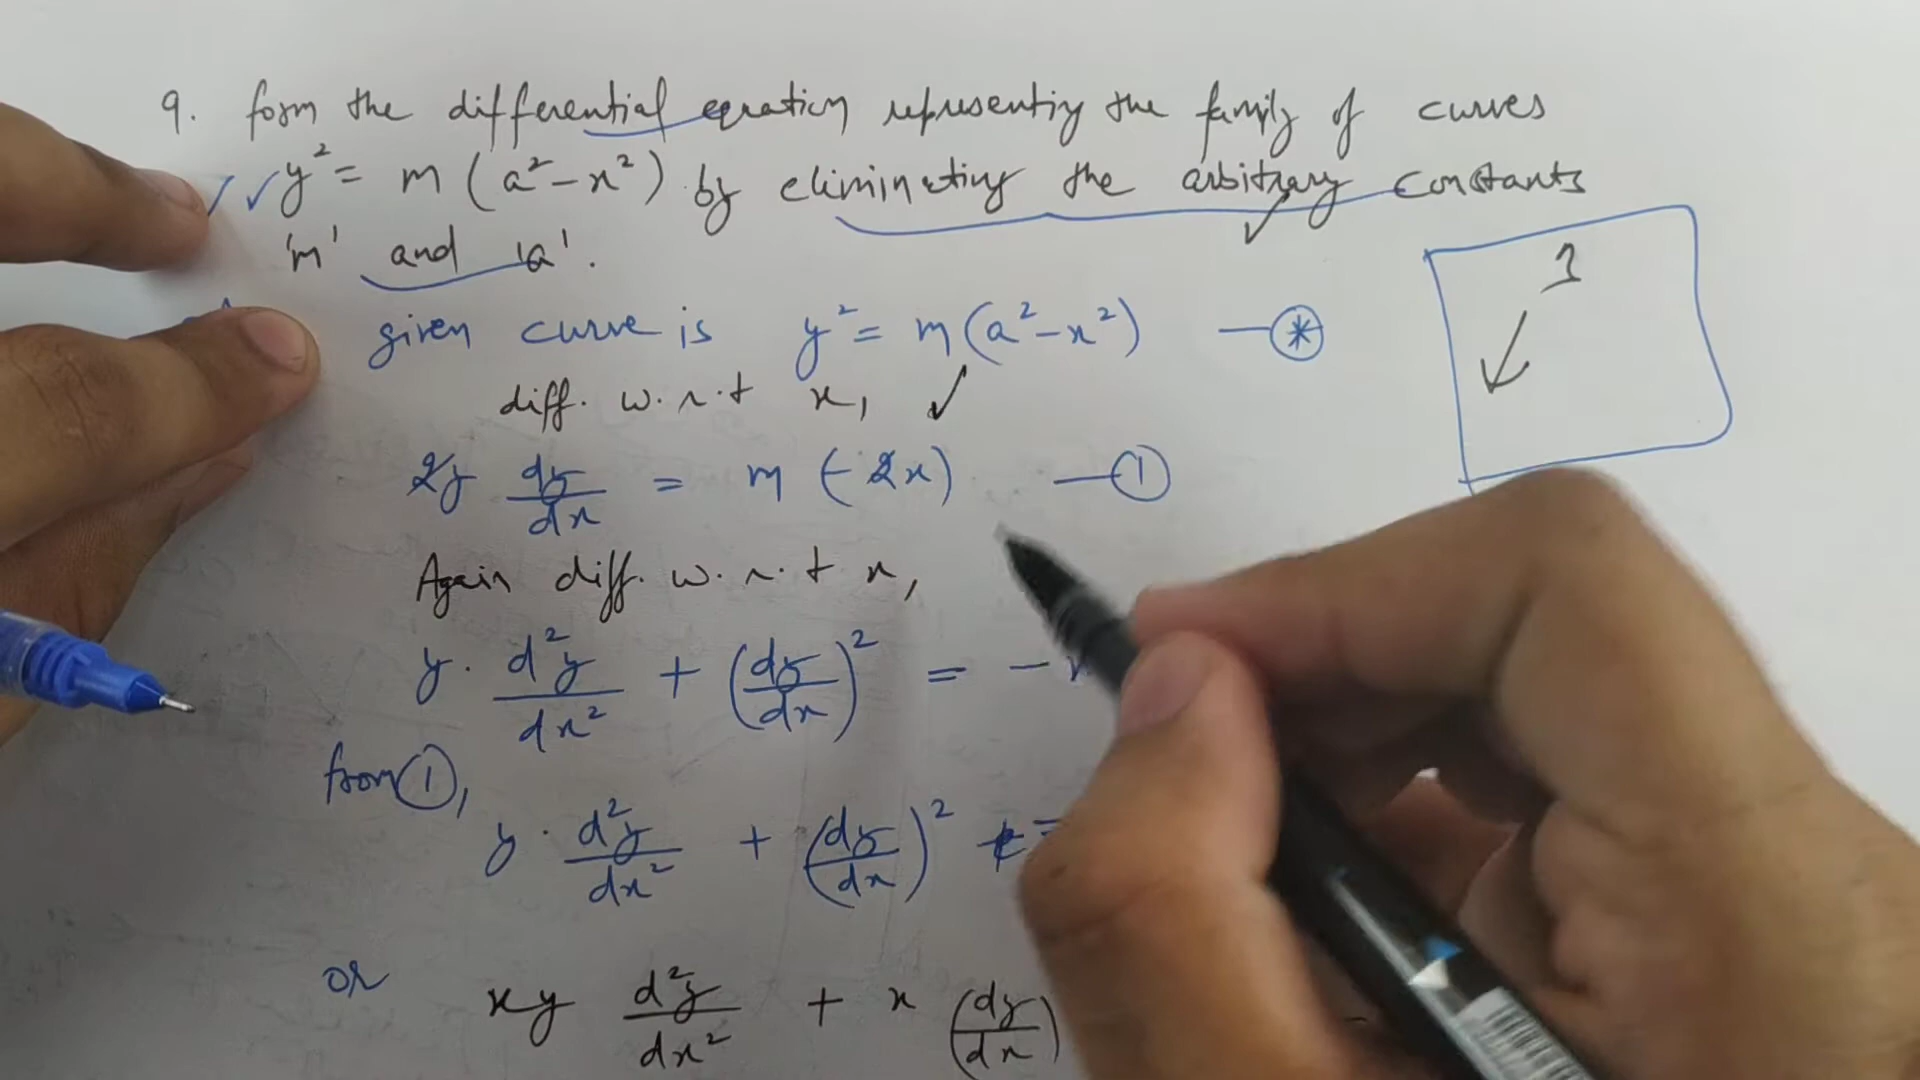 9. form the differential equation representing the family of curves
y² = m (a² - x²) by eliminating the arbitrary constants
'm' and 'a'.
given curve is y² = m (a² - x²) — (*)
diff. w.r.t x,
2y dy/dx = m (-2x) — (1)
Again diff. w.r.t x,
y · d²y/dx² + (dy/dx)² = -
from (1),
y · d²y/dx² + (dy/dx)² =
or xy d²y/dx² + x (dy/dx)